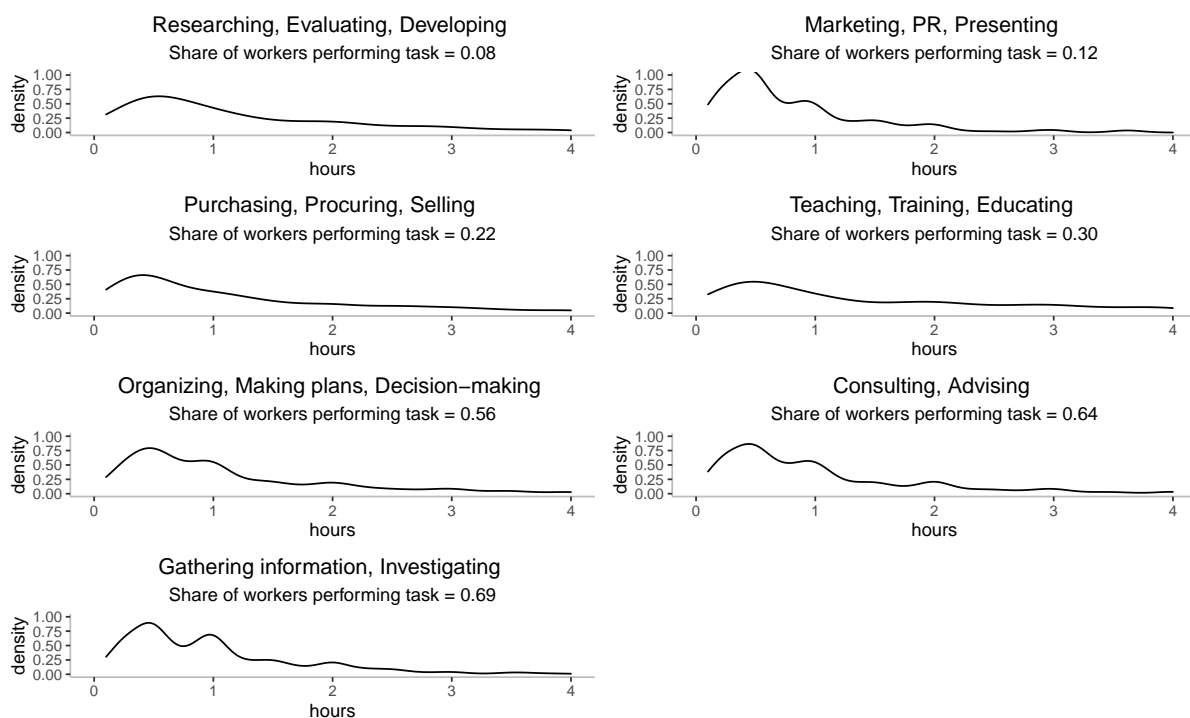 Researching, Evaluating, Developing
Share of workers performing task = 0.08
density
1.00
0.75
0.50
0.25
0.00
0 1 2 3 4
hours
Marketing, PR, Presenting
Share of workers performing task = 0.12
density
1.00
0.75
0.50
0.25
0.00
0 1 2 3 4
hours
Purchasing, Procuring, Selling
Share of workers performing task = 0.22
density
1.00
0.75
0.50
0.25
0.00
0 1 2 3 4
hours
Teaching, Training, Educating
Share of workers performing task = 0.30
density
1.00
0.75
0.50
0.25
0.00
0 1 2 3 4
hours
Organizing, Making plans, Decision−making
Share of workers performing task = 0.56
density
1.00
0.75
0.50
0.25
0.00
0 1 2 3 4
hours
Consulting, Advising
Share of workers performing task = 0.64
density
1.00
0.75
0.50
0.25
0.00
0 1 2 3 4
hours
Gathering information, Investigating
Share of workers performing task = 0.69
density
1.00
0.75
0.50
0.25
0.00
0 1 2 3 4
hours